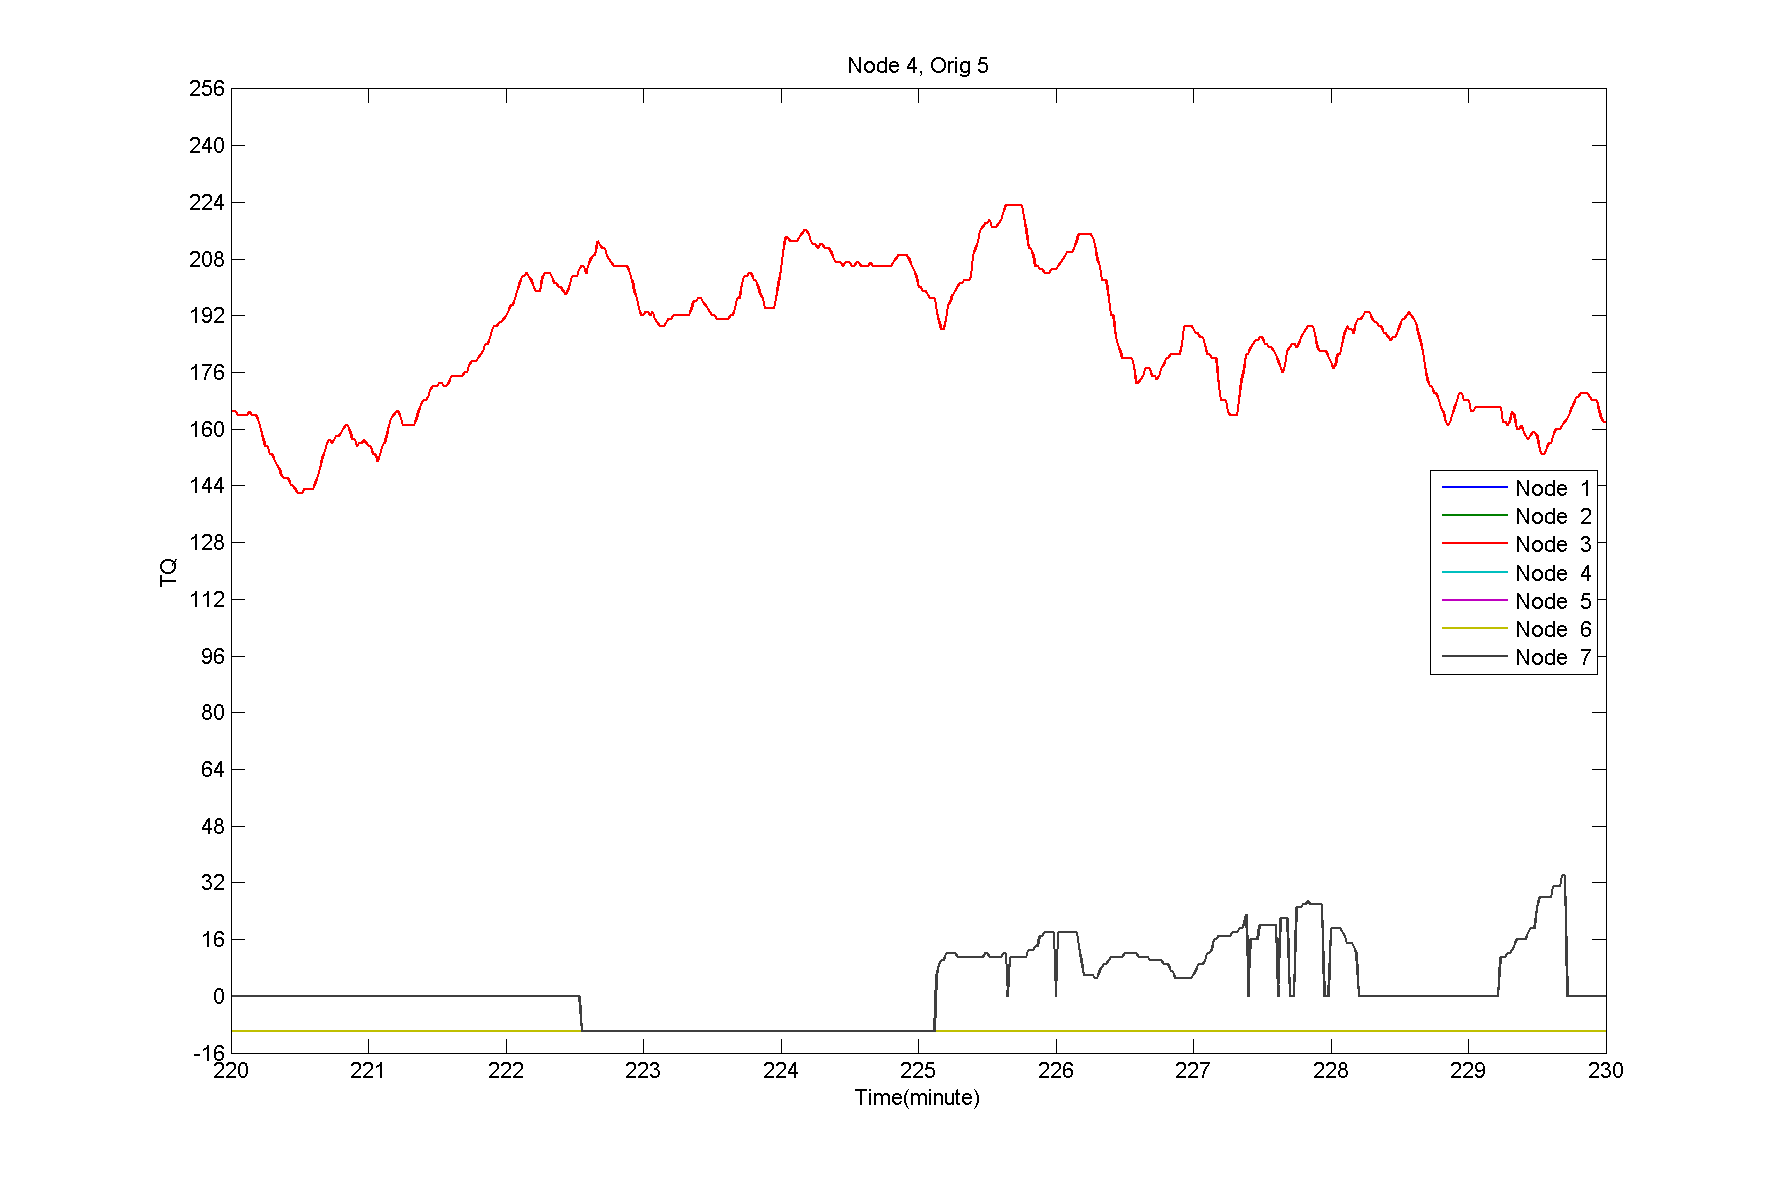 Node 4, Orig 5
256
240
224
208
192
176
160
144
128
112
96
80
64
48
32
16
0
-16
TQ
Node 1
Node 2
Node 3
Node 4
Node 5
Node 6
Node 7
220 221 222 223 224 225 226 227 228 229 230
Time(minute)